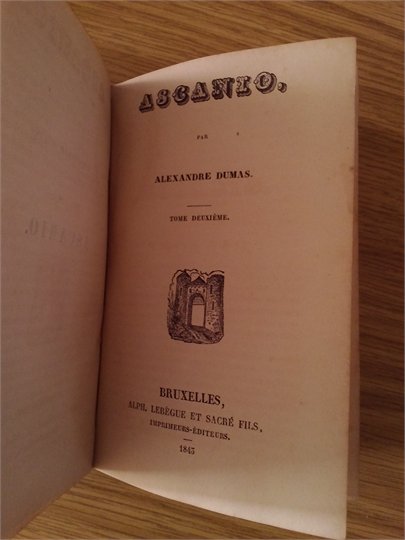 ASCANIO,
PAR
ALEXANDRE DUMAS.
TOME DEUXIÈME.
BRUXELLES,
ALPH. LEBÈGUE ET SACRÉ FILS,
IMPRIMEURS-ÉDITEURS.
1843